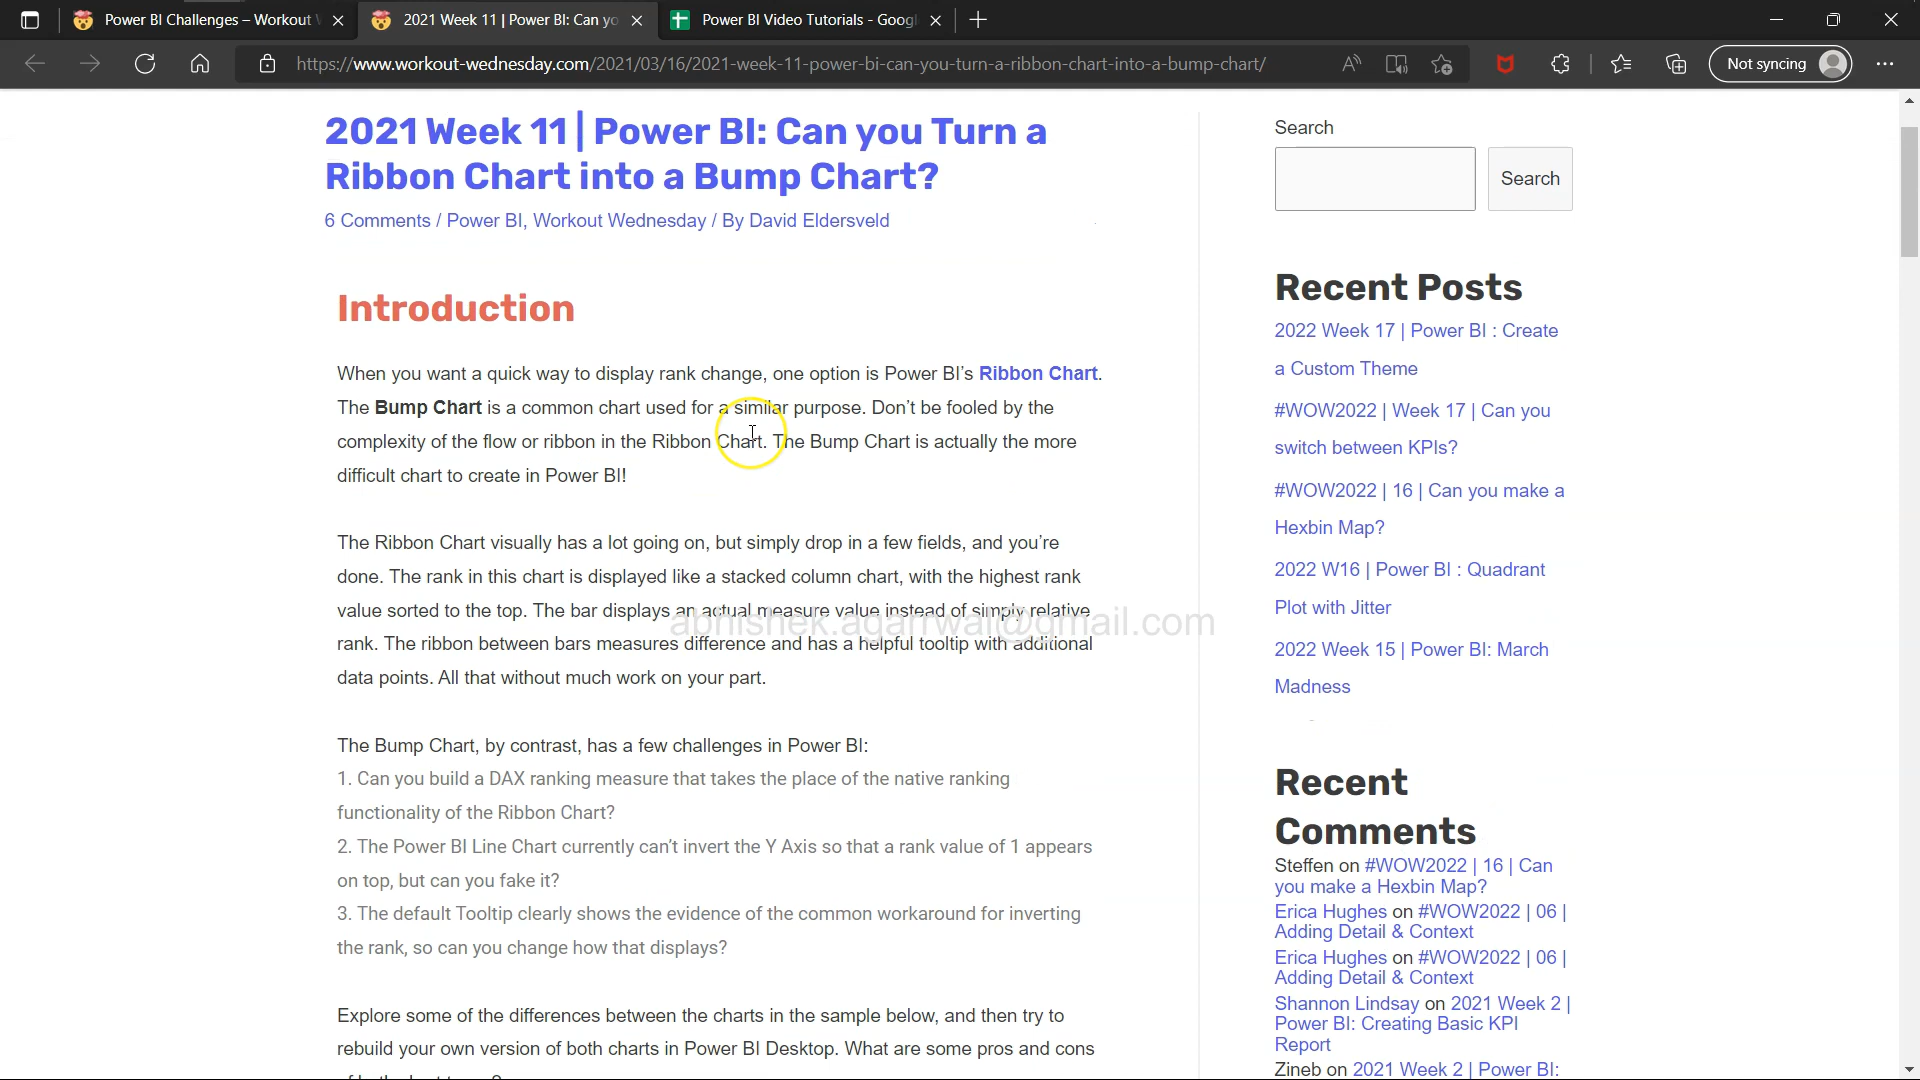 Power BI Challenges – Workout
2021 Week 11 | Power BI: Can yo
Power BI Video Tutorials - Googl
https://www.workout-wednesday.com/2021/03/16/2021-week-11-power-bi-can-you-turn-a-ribbon-chart-into-a-bump-chart/
Not syncing
2021 Week 11 | Power BI: Can you Turn a
Ribbon Chart into a Bump Chart?
6 Comments / Power BI, Workout Wednesday / By David Eldersveld
Introduction
When you want a quick way to display rank change, one option is Power BI’s Ribbon Chart.
The Bump Chart is a common chart used for a similar purpose. Don’t be fooled by the
complexity of the flow or ribbon in the Ribbon Chart. The Bump Chart is actually the more
difficult chart to create in Power BI!
The Ribbon Chart visually has a lot going on, but simply drop in a few fields, and you’re
done. The rank in this chart is displayed like a stacked column chart, with the highest rank
value sorted to the top. The bar displays an actual measure value instead of simply relative
rank. The ribbon between bars measures difference and has a helpful tooltip with additional
data points. All that without much work on your part.
abhishek.agarrwal@gmail.com
The Bump Chart, by contrast, has a few challenges in Power BI:
1. Can you build a DAX ranking measure that takes the place of the native ranking
functionality of the Ribbon Chart?
2. The Power BI Line Chart currently can’t invert the Y Axis so that a rank value of 1 appears
on top, but can you fake it?
3. The default Tooltip clearly shows the evidence of the common workaround for inverting
the rank, so can you change how that displays?
Explore some of the differences between the charts in the sample below, and then try to
rebuild your own version of both charts in Power BI Desktop. What are some pros and cons
Search
Search
Recent Posts
2022 Week 17 | Power BI : Create
a Custom Theme
#WOW2022 | Week 17 | Can you
switch between KPIs?
#WOW2022 | 16 | Can you make a
Hexbin Map?
2022 W16 | Power BI : Quadrant
Plot with Jitter
2022 Week 15 | Power BI: March
Madness
Recent
Comments
Steffen on #WOW2022 | 16 | Can
you make a Hexbin Map?
Erica Hughes on #WOW2022 | 06 |
Adding Detail & Context
Erica Hughes on #WOW2022 | 06 |
Adding Detail & Context
Shannon Lindsay on 2021 Week 2 |
Power BI: Creating Basic KPI
Report
Zineb on 2021 Week 2 | Power BI: